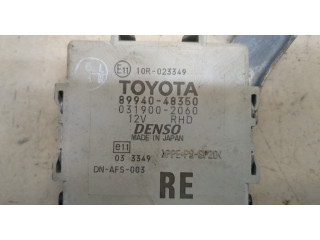 E11 10R-023349
TOYOTA
89940-48350
031900-2060
12V RHD
DENSO
MADE IN JAPAN
e11
03 3349
DN-AFS-003
RE